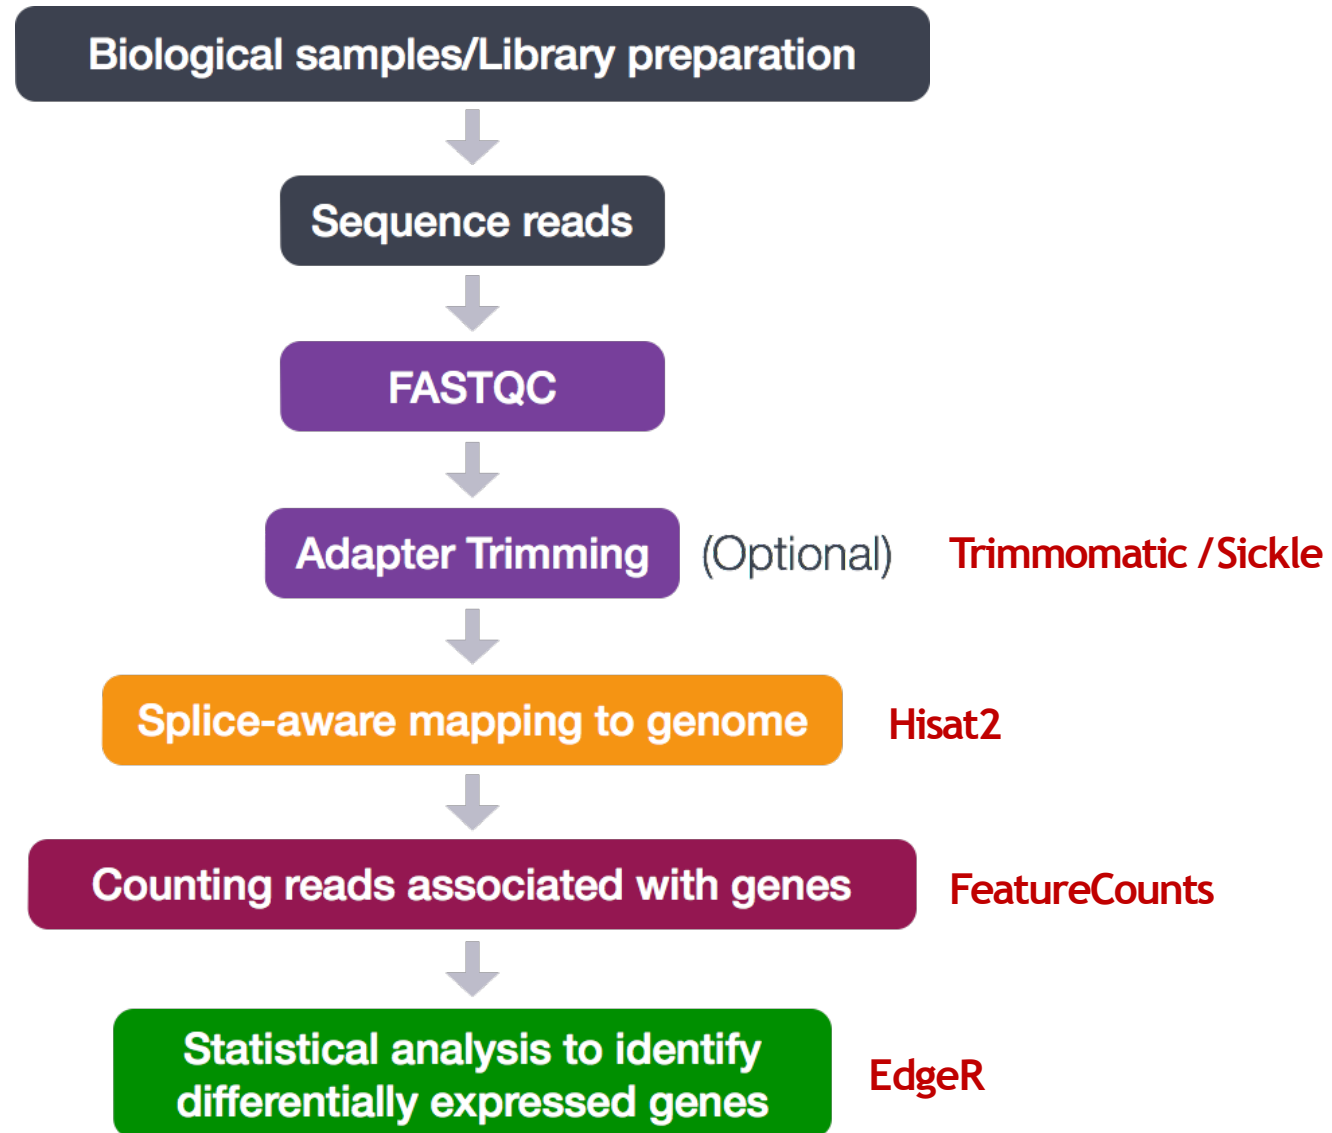 Biological samples/Library preparation
Sequence reads
FASTQC
Adapter Trimming (Optional) Trimmomatic /Sickle
Splice-aware mapping to genome Hisat2
Counting reads associated with genes FeatureCounts
Statistical analysis to identify
differentially expressed genes
EdgeR